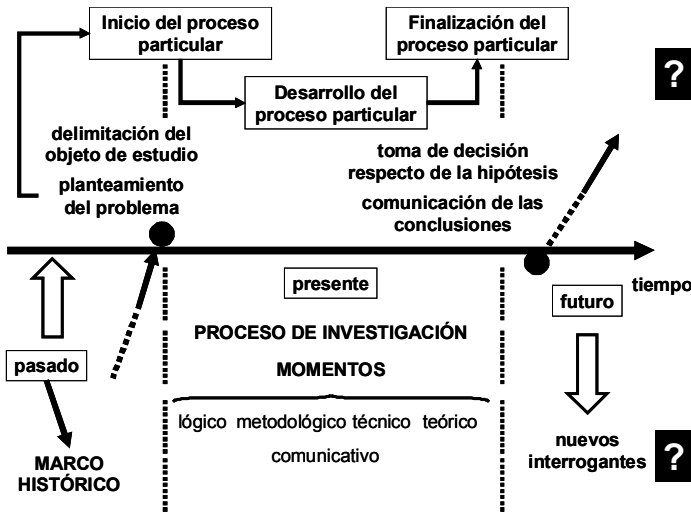 Inicio del proceso
particular
Finalización del
proceso particular
?
Desarrollo del
proceso particular
delimitación del
objeto de estudio
planteamiento
del problema
toma de decisión
respecto de la hipótesis
comunicación de las
conclusiones
tiempo
presente
futuro
PROCESO DE INVESTIGACIÓN
MOMENTOS
pasado
lógico metodológico técnico teórico
comunicativo
MARCO
HISTÓRICO
nuevos
interrogantes
?